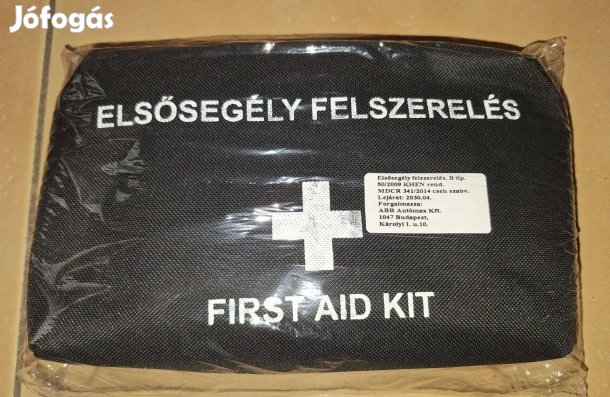 Jófogás
ELSŐSEGÉLY FELSZERELÉS
Elsősegély felszerelés, B tip.
50/2009 KHEN rend.
MDCR 341/2014 cseh szabv.
Lejárat: 2030.04.
Forgalmazza:
ABR Autómax Kft.
1047 Budapest,
Károlyi I. u.10.
FIRST AID KIT